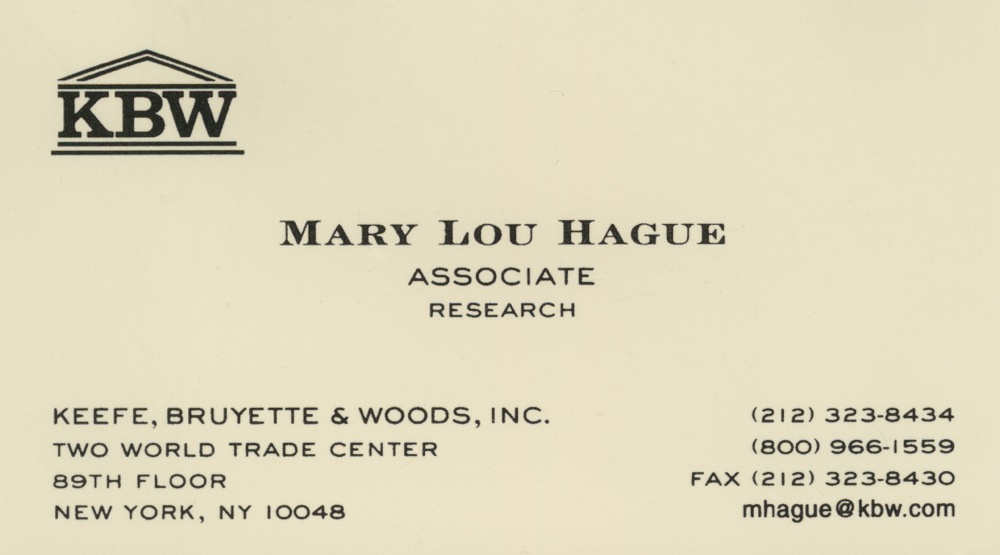 KBW
MARY LOU HAGUE
ASSOCIATE
RESEARCH
KEEFE, BRUYETTE & WOODS, INC.
TWO WORLD TRADE CENTER
89TH FLOOR
NEW YORK, NY 10048
(212) 323-8434
(800) 966-1559
FAX (212) 323-8430
mhague@kbw.com